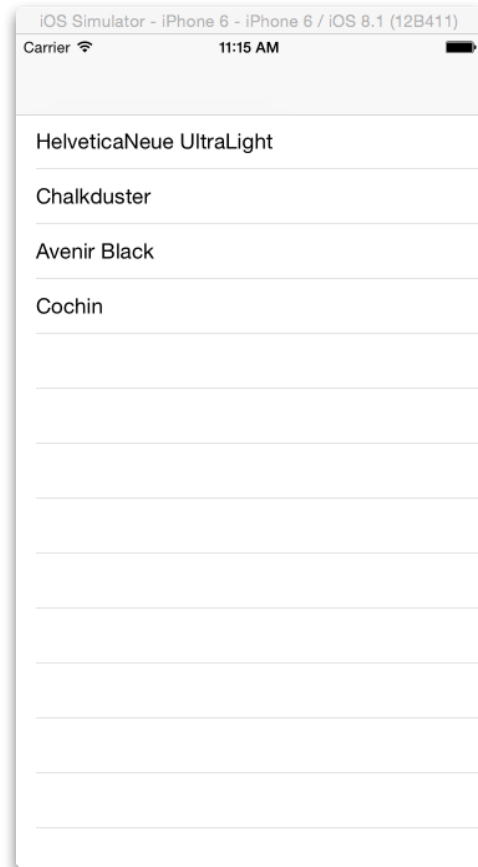 iOS Simulator - iPhone 6 - iPhone 6 / iOS 8.1 (12B411)
Carrier 11:15 AM
HelveticaNeue UltraLight
Chalkduster
Avenir Black
Cochin